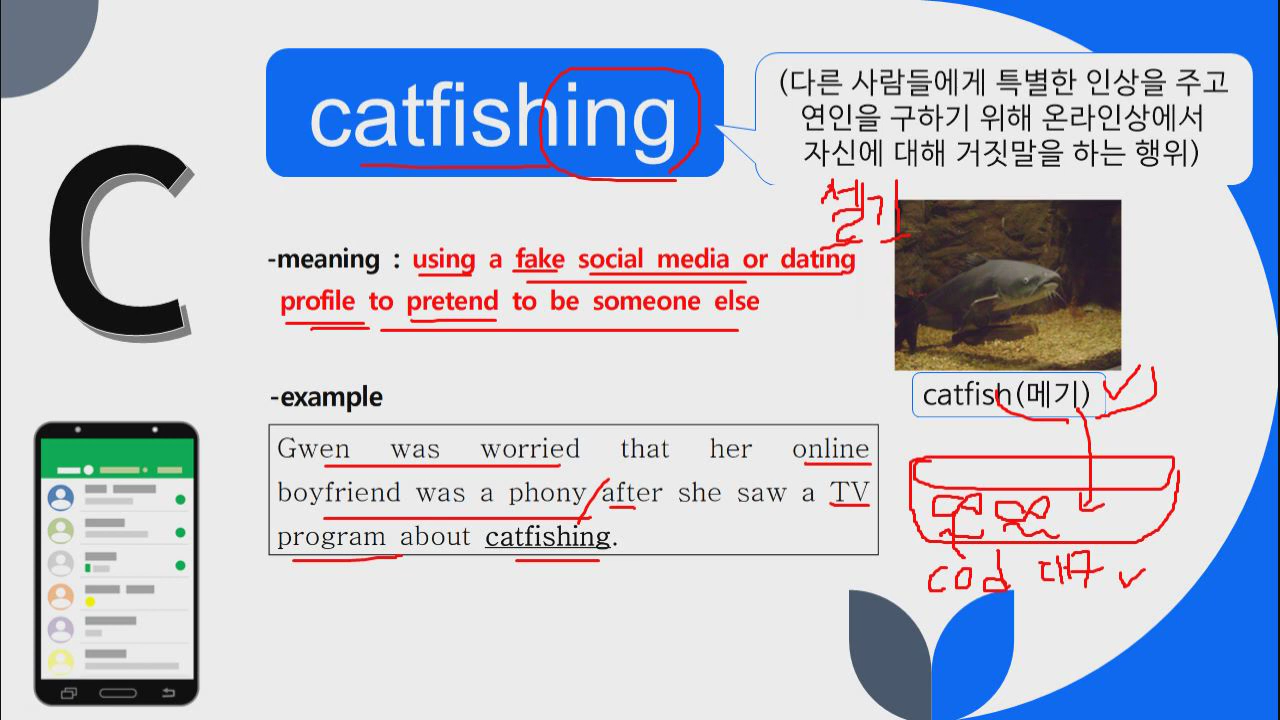 C
catfishing
(다른 사람들에게 특별한 인상을 주고
연인을 구하기 위해 온라인상에서
자신에 대해 거짓말을 하는 행위)
-meaning : using a fake social media or dating
profile to pretend to be someone else
catfish(메기)
-example
Gwen was worried that her online
boyfriend was a phony after she saw a TV
program about catfishing.
cod 대구